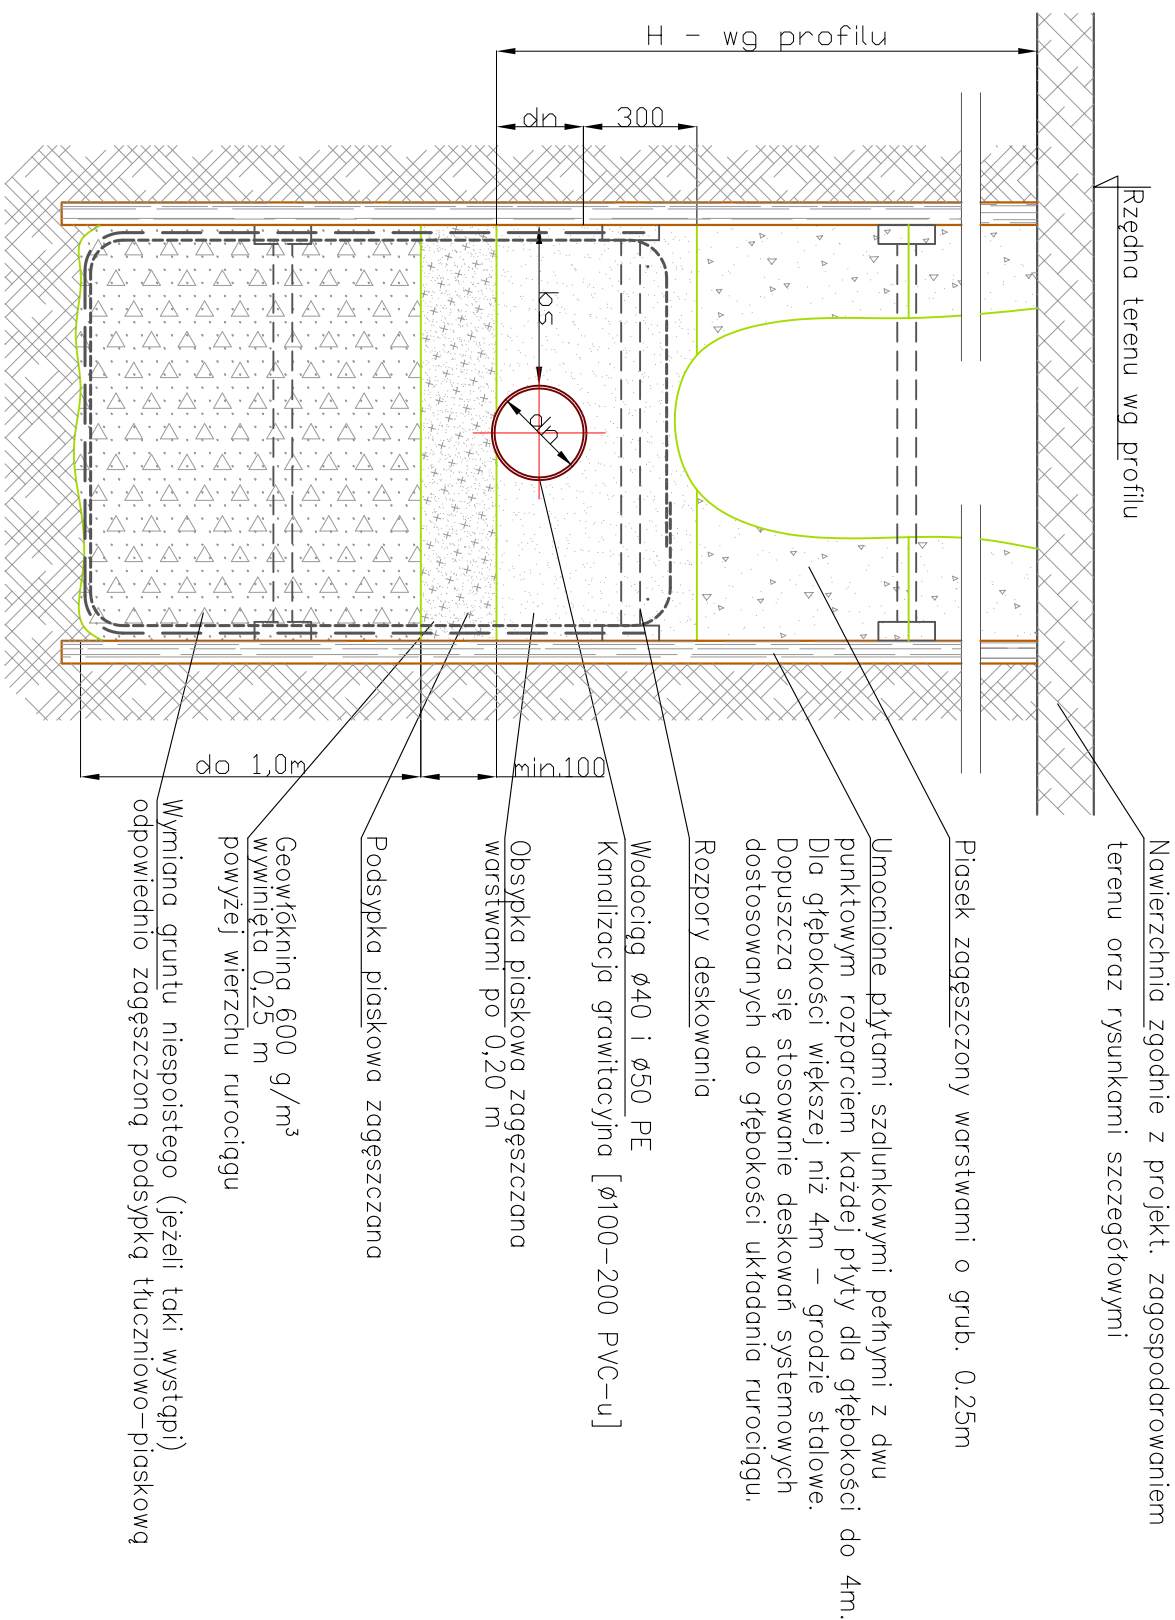 Nawierzchnia zgodnie z projekt. zagospodarowaniem
terenu oraz rysunkami szczegółowymi
Rzędna terenu wg profilu
H - wg profilu
dn
300
bs
dn
do 1,0m
min.100
Piasek zagęszczony warstwami o grub. 0.25m
Umocnione płytami szalunkowymi pełnymi z dwu
punktowym rozparciem każdej płyty dla głębokości do 4m.
Dla głębokości większej niż 4m - grodzie stalowe.
Dopuszcza się stosowanie deskowań systemowych
dostosowanych do głębokości układania rurociągu.
Rozpory deskowania
Wodociąg ø40 i ø50 PE
Kanalizacja grawitacyjna [ø100-200 PVC-u]
Obsypka piaskowa zagęszczana
warstwami po 0,20 m
Podsypka piaskowa zagęszczana
Geowłóknina 600 g/m³
wywinięta 0,25 m
powyżej wierzchu rurociągu
Wymiana gruntu niespoistego (jeżeli taki wystąpi)
odpowiednio zagęszczoną podsypką tłuczniowo-piaskową